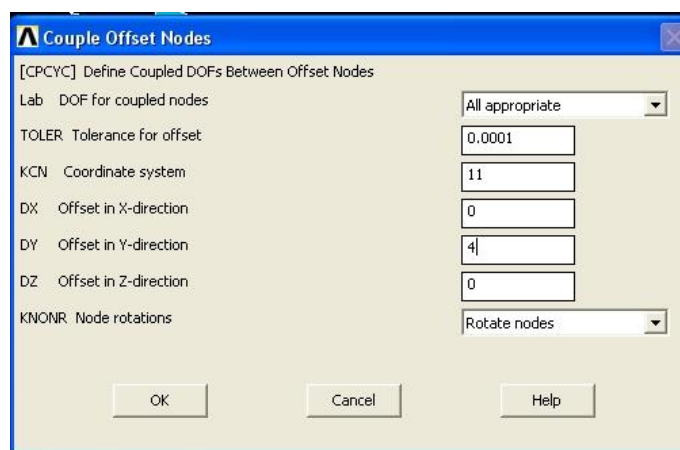 Couple Offset Nodes
[CPCYC] Define Coupled DOFs Between Offset Nodes
Lab DOF for coupled nodes All appropriate
TOLER Tolerance for offset 0.0001
KCN Coordinate system 11
DX Offset in X-direction 0
DY Offset in Y-direction 4
DZ Offset in Z-direction 0
KNONR Node rotations Rotate nodes
OK Cancel Help